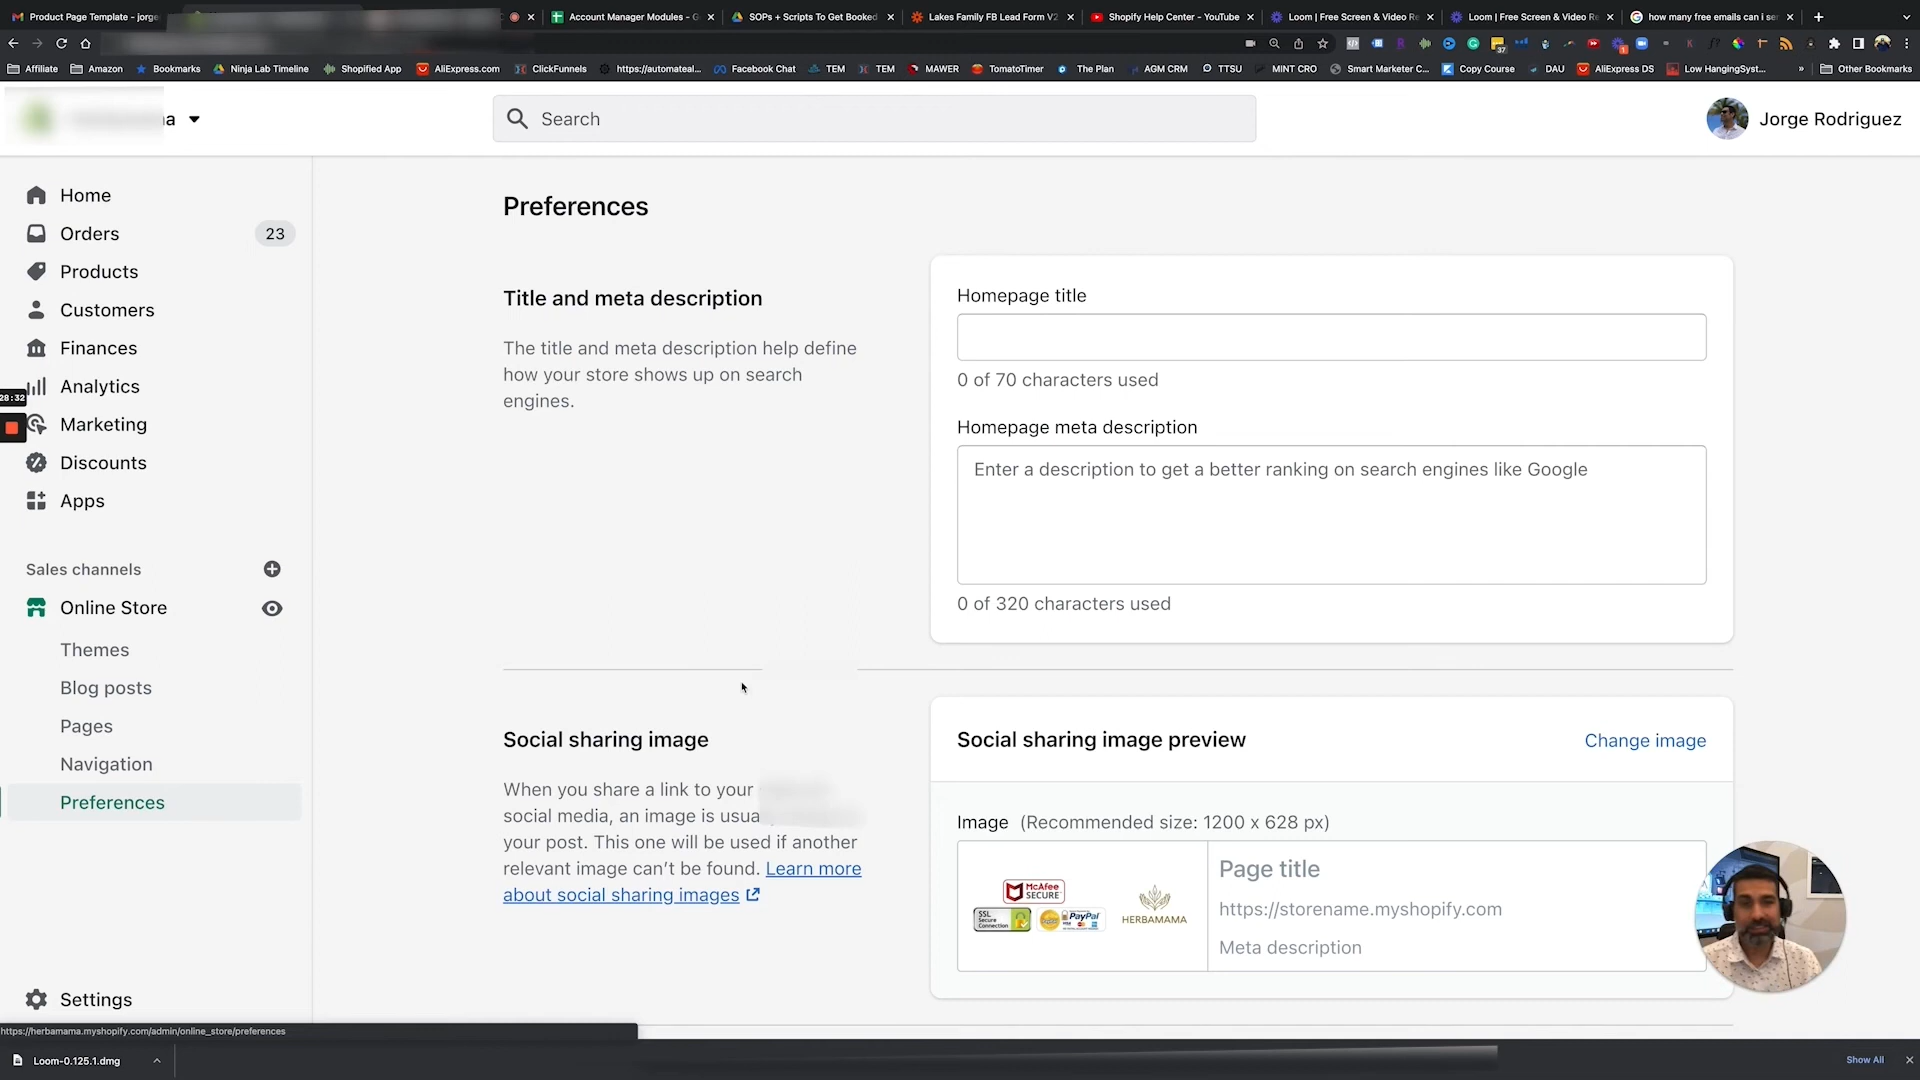 Product Page Template - jorge
Account Manager Modules - G
SOPs + Scripts To Get Booked
Lakes Family FB Lead Form V2
Shopify Help Center - YouTube
Loom | Free Screen & Video Re
Loom | Free Screen & Video Re
how many free emails can i se
37
1
Affiliate
Amazon
Bookmarks
Ninja Lab Timeline
Shopified App
AliExpress.com
ClickFunnels
https://automateal...
Facebook Chat
TEM
TEM
MAWER
TomatoTimer
The Plan
AGM CRM
TTSU
MINT CRO
Smart Marketer C...
Copy Course
DAU
AliExpress DS
Low HangingSyst...
»
Other Bookmarks
a
Search
Jorge Rodriguez
Home
Orders
23
Products
Customers
Finances
Analytics
28:32
Marketing
Discounts
Apps
Sales channels
Online Store
Themes
Blog posts
Pages
Navigation
Preferences
Settings
Preferences
Title and meta description
The title and meta description help define
how your store shows up on search
engines.
Homepage title
0 of 70 characters used
Homepage meta description
Enter a description to get a better ranking on search engines like Google
0 of 320 characters used
Social sharing image
When you share a link to your
social media, an image is usua
your post. This one will be used if another
relevant image can’t be found. Learn more
about social sharing images
Social sharing image preview
Change image
Image (Recommended size: 1200 x 628 px)
McAfee
SECURE
SSL
Secure
Connection
PayPal
HERBAMAMA
Page title
https://storename.myshopify.com
Meta description
https://herbamama.myshopify.com/admin/online_store/preferences
Loom-0.125.1.dmg
Show All